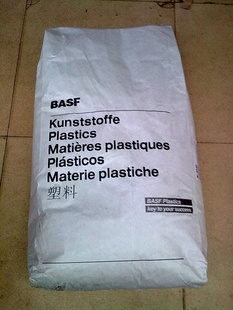 BASF
Kunststoffe
Plastics
Matières plastiques
Plásticos
Materie plastiche
塑料
BASF Plastics
key to your success